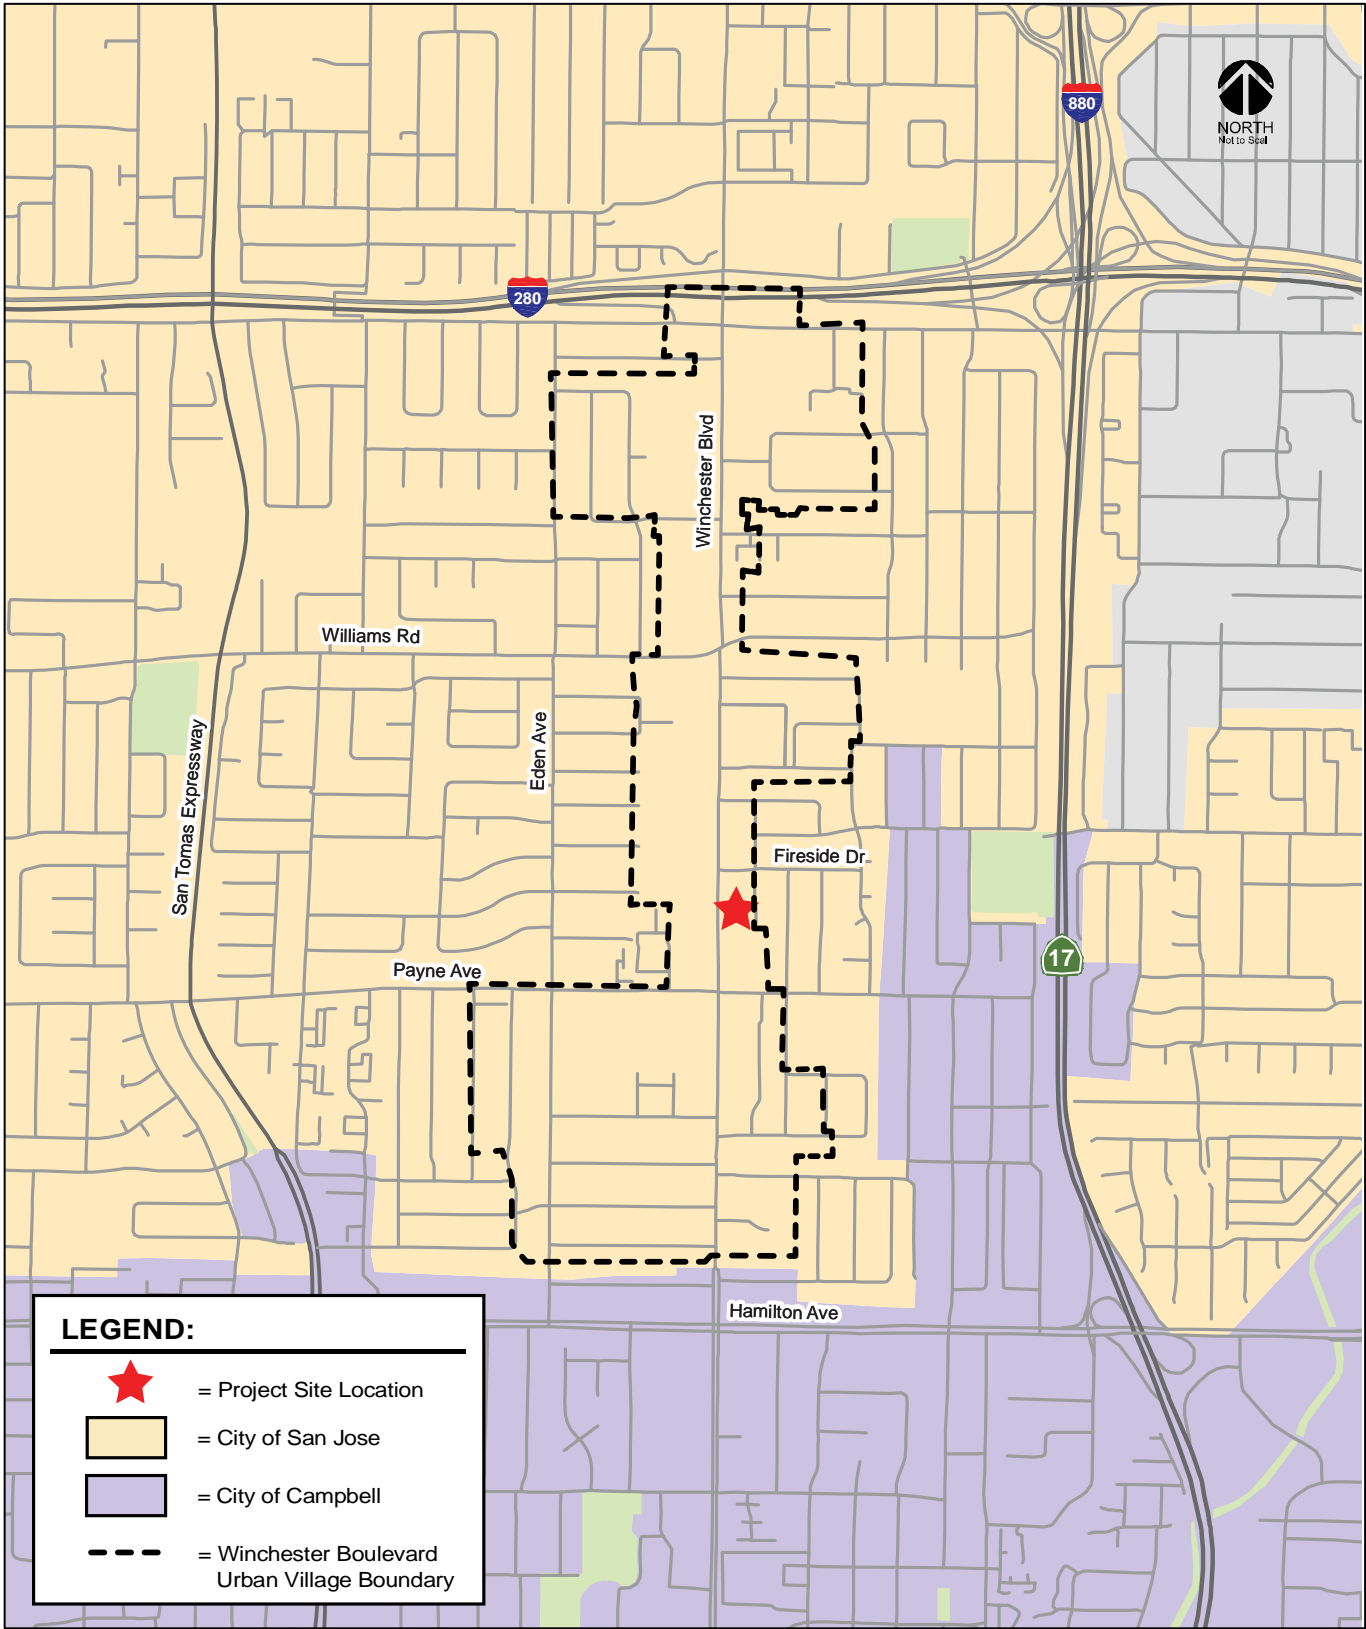 880
NORTH
Not to Scal
280
Winchester Blvd
Williams Rd
Eden Ave
San Tomas Expressway
Fireside Dr
Payne Ave
17
Hamilton Ave
LEGEND:
= Project Site Location
= City of San Jose
= City of Campbell
= Winchester Boulevard
Urban Village Boundary